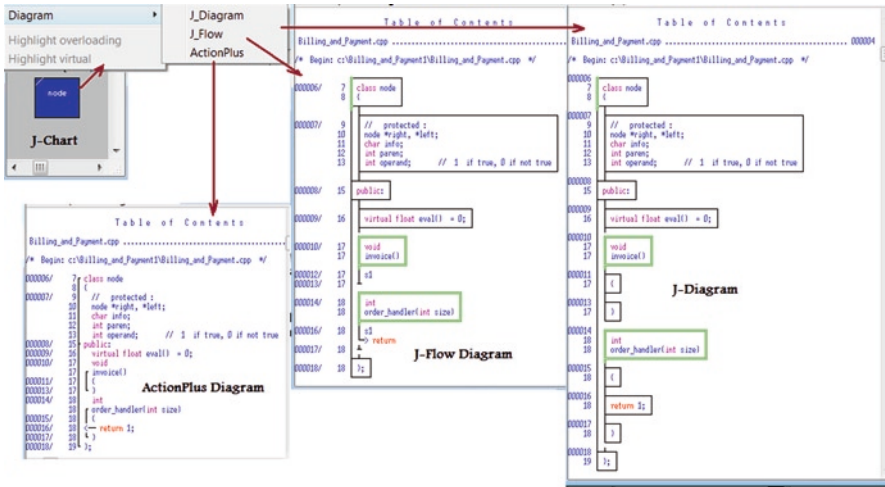 Diagram
J_Diagram
J_Flow
ActionPlus
Highlight overloading
Highlight virtual
node
J-Chart
Table of Contents
Billing_and_Payment.cpp
/* Begin: c:\Billing_and_Payment1\Billing_and_Payment.cpp */
000006/ 7 class node
8 {
000007/ 9 // protected :
10 node *right, *left;
11 char info;
12 int paren;
13 int operand; // 1 if true, 0 if not true
000008/ 15 public:
000009/ 16 virtual float eval() = 0;
000010/ 17 void
17 invoice()
000011/ 17 {
000013/ 17 }
000014/ 18 int
18 order_handler(int size)
000015/ 18 {
000016/ 18 return 1;
000017/ 18 }
000018/ 19 };
ActionPlus Diagram
Table of Contents
Billing_and_Payment.cpp
/* Begin: c:\Billing_and_Payment1\Billing_and_Payment.cpp */
000006/ 7 class node
8 {
000007/ 9 // protected :
10 node *right, *left;
11 char info;
12 int paren;
13 int operand; // 1 if true, 0 if not true
000008/ 15 public:
000009/ 16 virtual float eval() = 0;
000010/ 17 void
17 invoice()
000012/ 17 s1
000013/ 17
000014/ 18 int
18 order_handler(int size)
000016/ 18 s1
18 return
000017/ 18
000018/ 18 };
J-Flow Diagram
Table of Contents
Billing_and_Payment.cpp 000004
/* Begin: c:\Billing_and_Payment1\Billing_and_Payment.cpp */
000006
7 class node
8 {
000007
9 // protected :
10 node *right, *left;
11 char info;
12 int paren;
13 int operand; // 1 if true, 0 if not true
000008
15 public:
000009
16 virtual float eval() = 0;
000010
17 void
17 invoice()
000011
17 {
000013
17 }
000014
18 int
18 order_handler(int size)
000015
18 {
000016
18 return 1;
000017
18 }
000018
19 };
J-Diagram